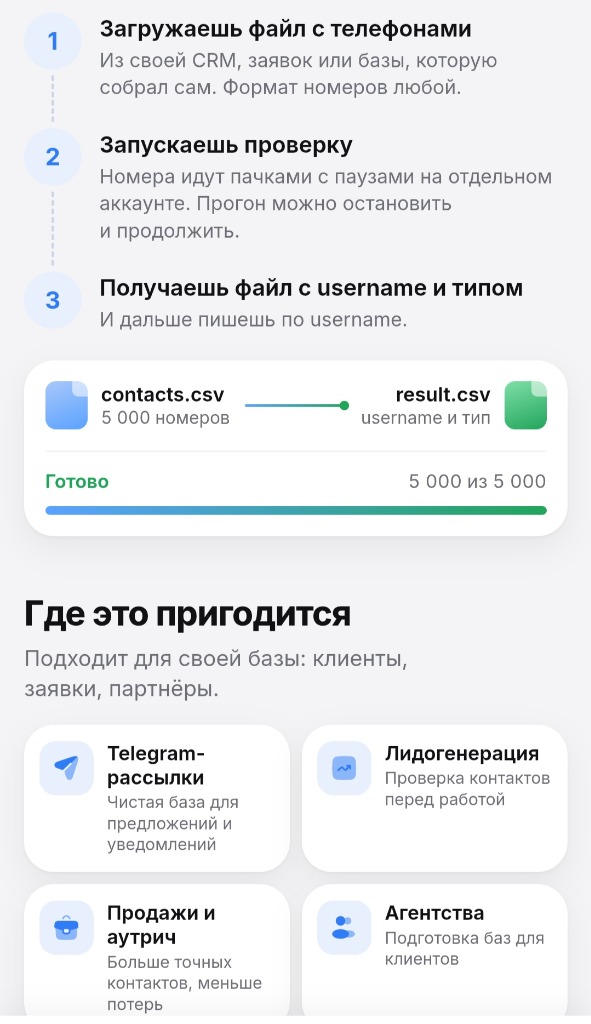 1
Загружаешь файл с телефонами
Из своей CRM, заявок или базы, которую
собрал сам. Формат номеров любой.
2
Запускаешь проверку
Номера идут пачками с паузами на отдельном
аккаунте. Прогон можно остановить
и продолжить.
3
Получаешь файл с username и типом
И дальше пишешь по username.
contacts.csv
5 000 номеров
result.csv
username и тип
Готово
5 000 из 5 000
Где это пригодится
Подходит для своей базы: клиенты,
заявки, партнёры.
Telegram-
рассылки
Чистая база для
предложений и
уведомлений
Лидогенерация
Проверка контактов
перед работой
Продажи и
аутрич
Больше точных
контактов, меньше
потерь
Агентства
Подготовка баз для
клиентов